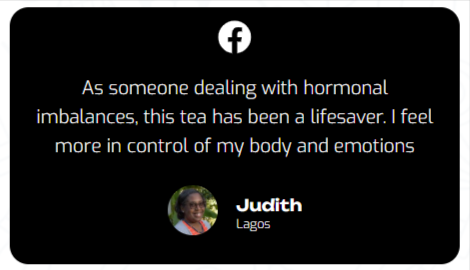 As someone dealing with hormonal
imbalances, this tea has been a lifesaver. I feel
more in control of my body and emotions
Judith
Lagos